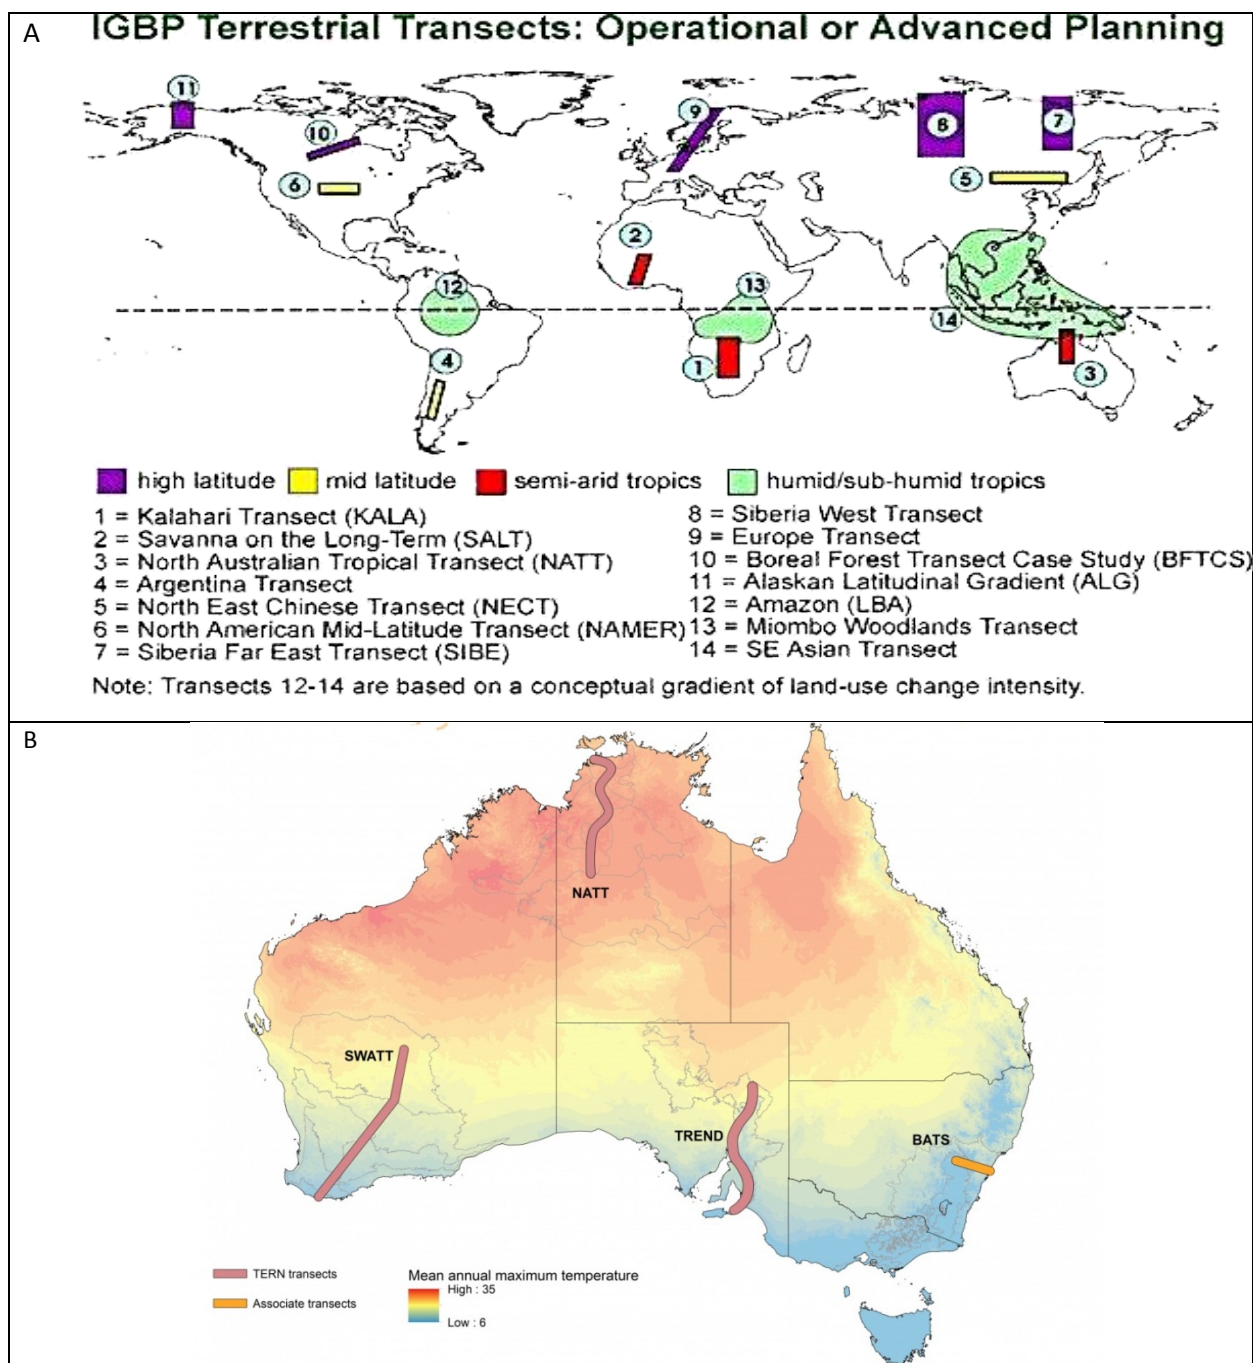 A
IGBP Terrestrial Transects: Operational or Advanced Planning
11
10
9
8
7
6
5
2
12
13
14
4
1
3
high latitude mid latitude semi-arid tropics humid/sub-humid tropics
1 = Kalahari Transect (KALA)
2 = Savanna on the Long-Term (SALT)
3 = North Australian Tropical Transect (NATT)
4 = Argentina Transect
5 = North East Chinese Transect (NECT)
6 = North American Mid-Latitude Transect (NAMER)
7 = Siberia Far East Transect (SIBE)
8 = Siberia West Transect
9 = Europe Transect
10 = Boreal Forest Transect Case Study (BFTCS)
11 = Alaskan Latitudinal Gradient (ALG)
12 = Amazon (LBA)
13 = Miombo Woodlands Transect
14 = SE Asian Transect
Note: Transects 12-14 are based on a conceptual gradient of land-use change intensity.
B
NATT
SWATT
TREND
BATS
TERN transects
Associate transects
Mean annual maximum temperature
High : 35
Low : 6